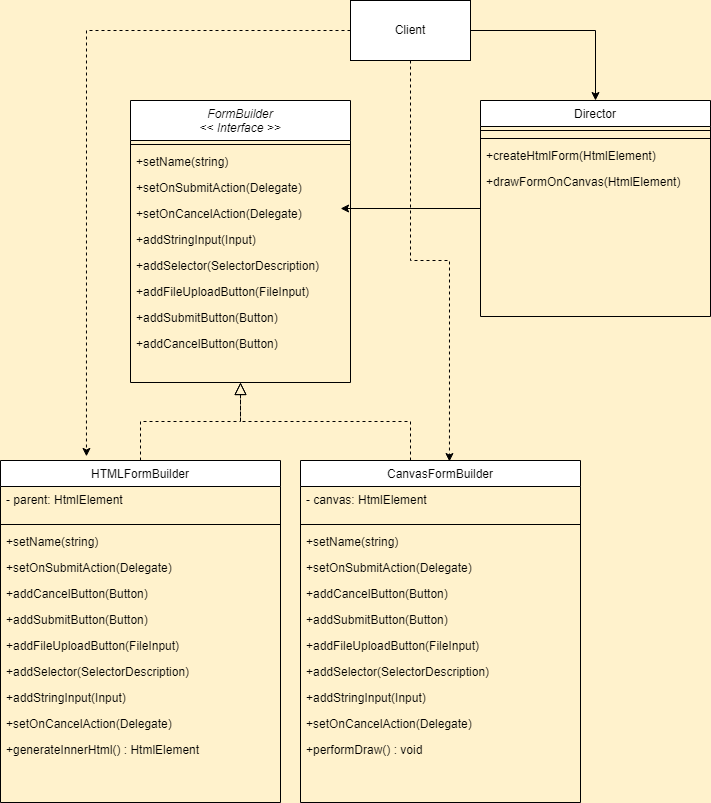 Client
FormBuilder
<< Interface >>
+setName(string)
+setOnSubmitAction(Delegate)
+setOnCancelAction(Delegate)
+addStringInput(Input)
+addSelector(SelectorDescription)
+addFileUploadButton(FileInput)
+addSubmitButton(Button)
+addCancelButton(Button)
Director
+createHtmlForm(HtmlElement)
+drawFormOnCanvas(HtmlElement)
HTMLFormBuilder
- parent: HtmlElement
+setName(string)
+setOnSubmitAction(Delegate)
+addCancelButton(Button)
+addSubmitButton(Button)
+addFileUploadButton(FileInput)
+addSelector(SelectorDescription)
+addStringInput(Input)
+setOnCancelAction(Delegate)
+generateInnerHtml() : HtmlElement
CanvasFormBuilder
- canvas: HtmlElement
+setName(string)
+setOnSubmitAction(Delegate)
+addCancelButton(Button)
+addSubmitButton(Button)
+addFileUploadButton(FileInput)
+addSelector(SelectorDescription)
+addStringInput(Input)
+setOnCancelAction(Delegate)
+performDraw() : void